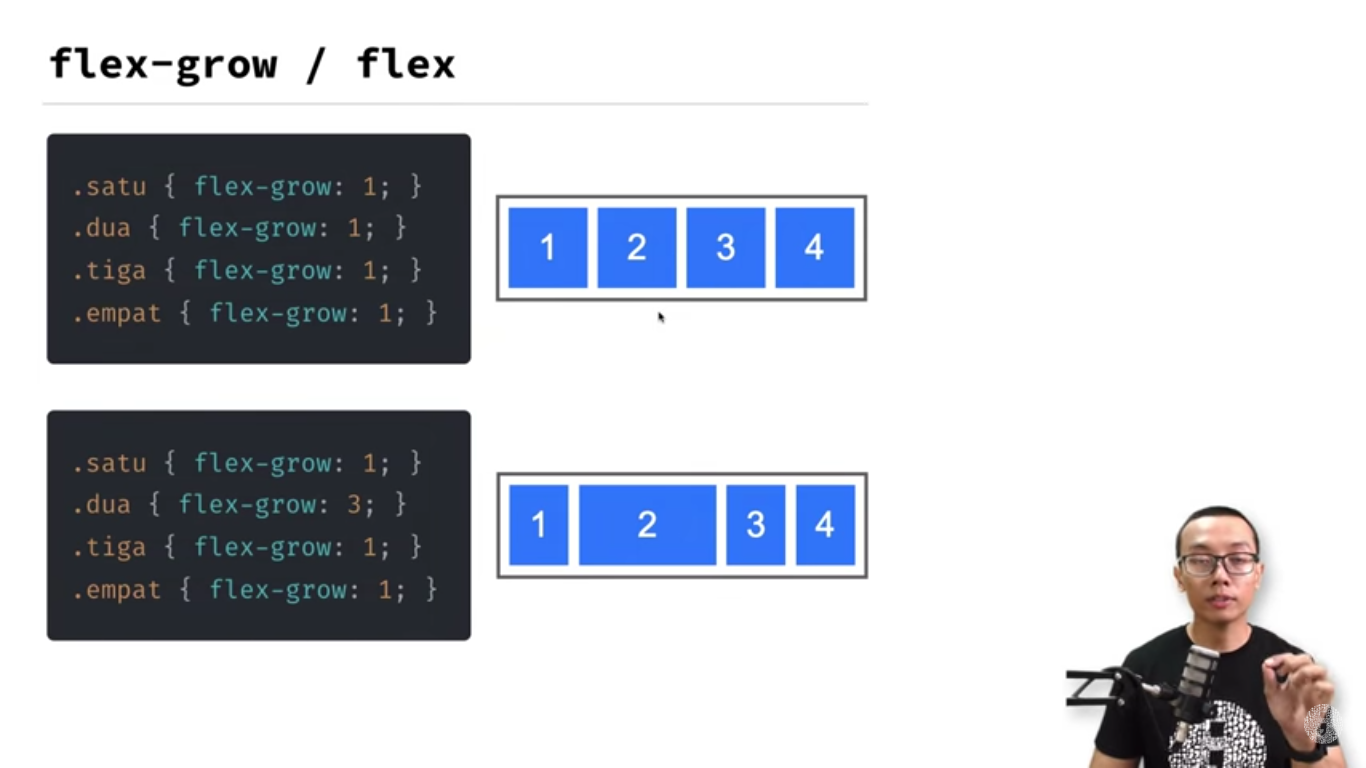 flex-grow / flex
.satu { flex-grow: 1; }
.dua { flex-grow: 1; }
.tiga { flex-grow: 1; }
.empat { flex-grow: 1; }
1 2 3 4
.satu { flex-grow: 1; }
.dua { flex-grow: 3; }
.tiga { flex-grow: 1; }
.empat { flex-grow: 1; }
1 2 3 4